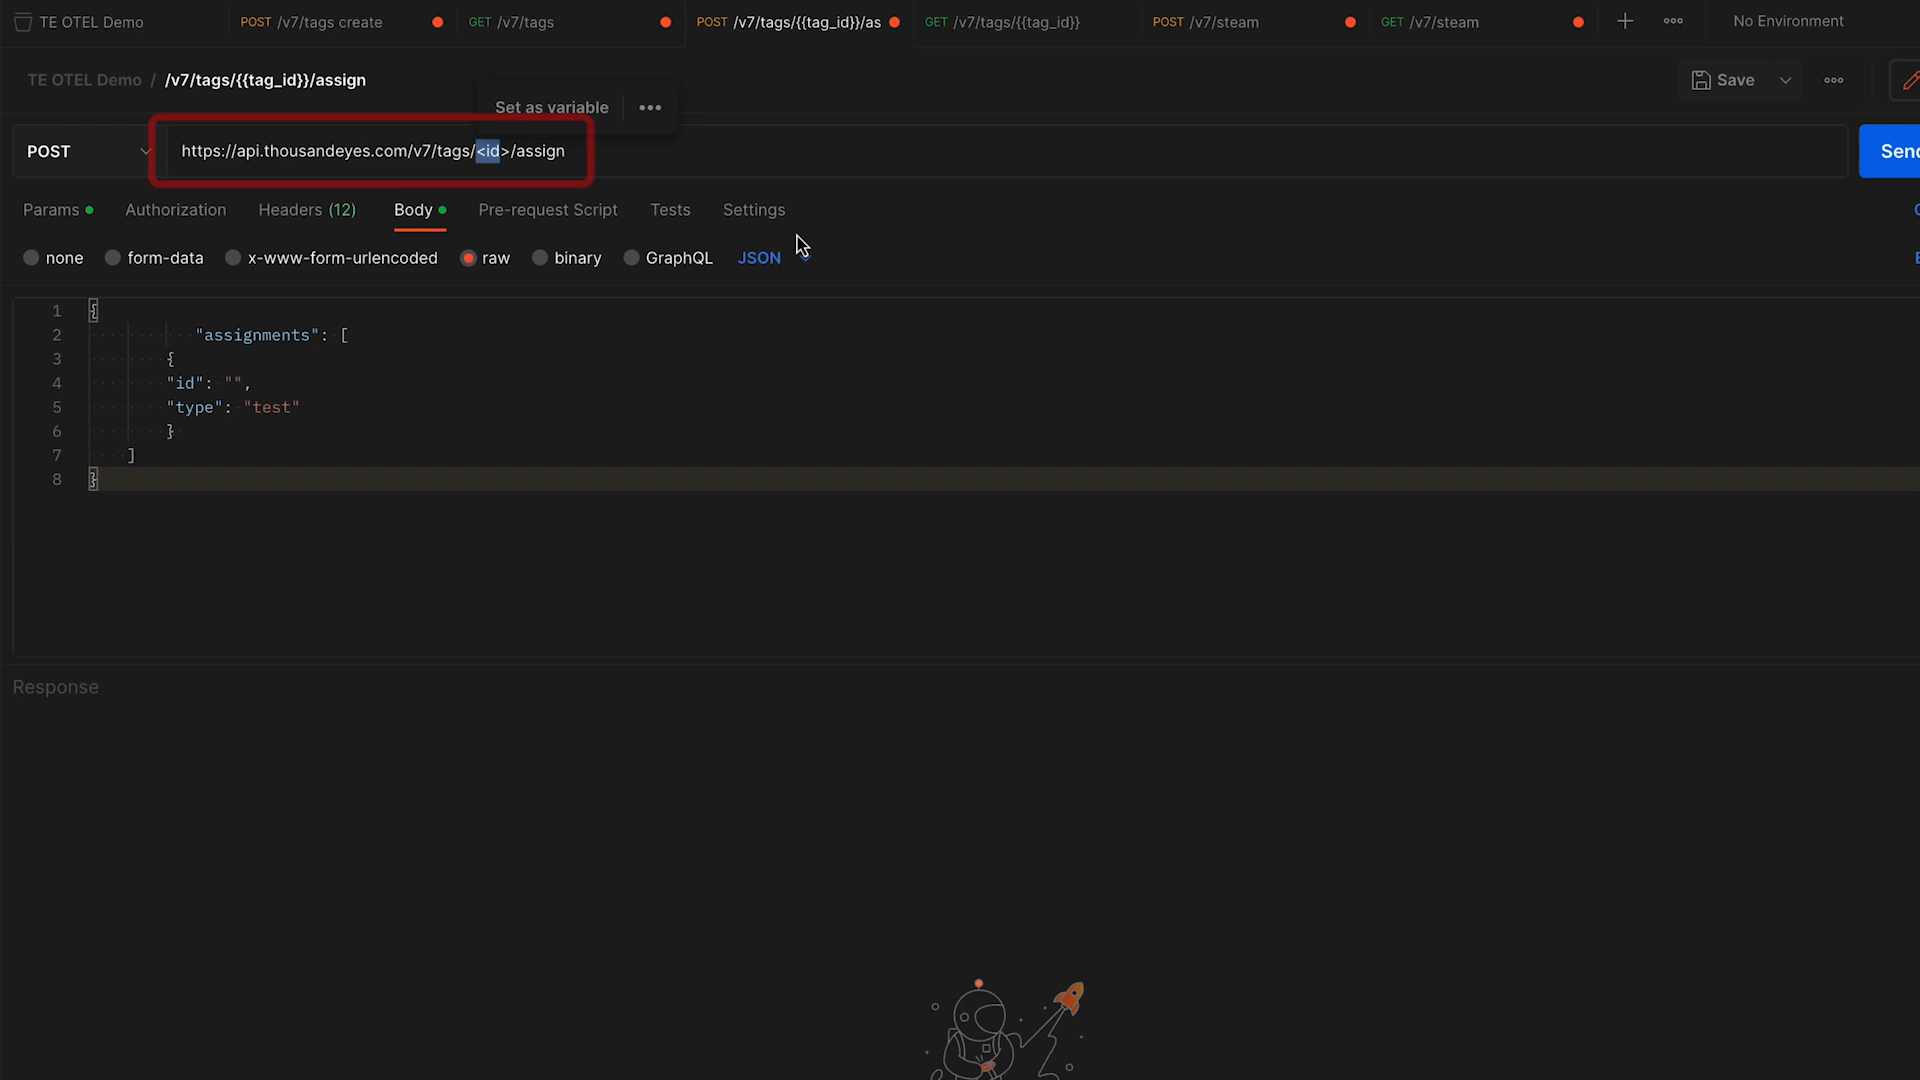 TE OTEL Demo
POST /v7/tags create
GET /v7/tags
POST /v7/tags/{{tag_id}}/as
GET /v7/tags/{{tag_id}}
POST /v7/steam
GET /v7/steam
No Environment
TE OTEL Demo / /v7/tags/{{tag_id}}/assign
Save
Set as variable
POST
https://api.thousandeyes.com/v7/tags/<id>/assign
Send
Params
Authorization
Headers (12)
Body
Pre-request Script
Tests
Settings
none
form-data
x-www-form-urlencoded
raw
binary
GraphQL
JSON
1 {
2 "assignments": [
3 {
4 "id": "",
5 "type": "test"
6 }
7 ]
8 }
Response